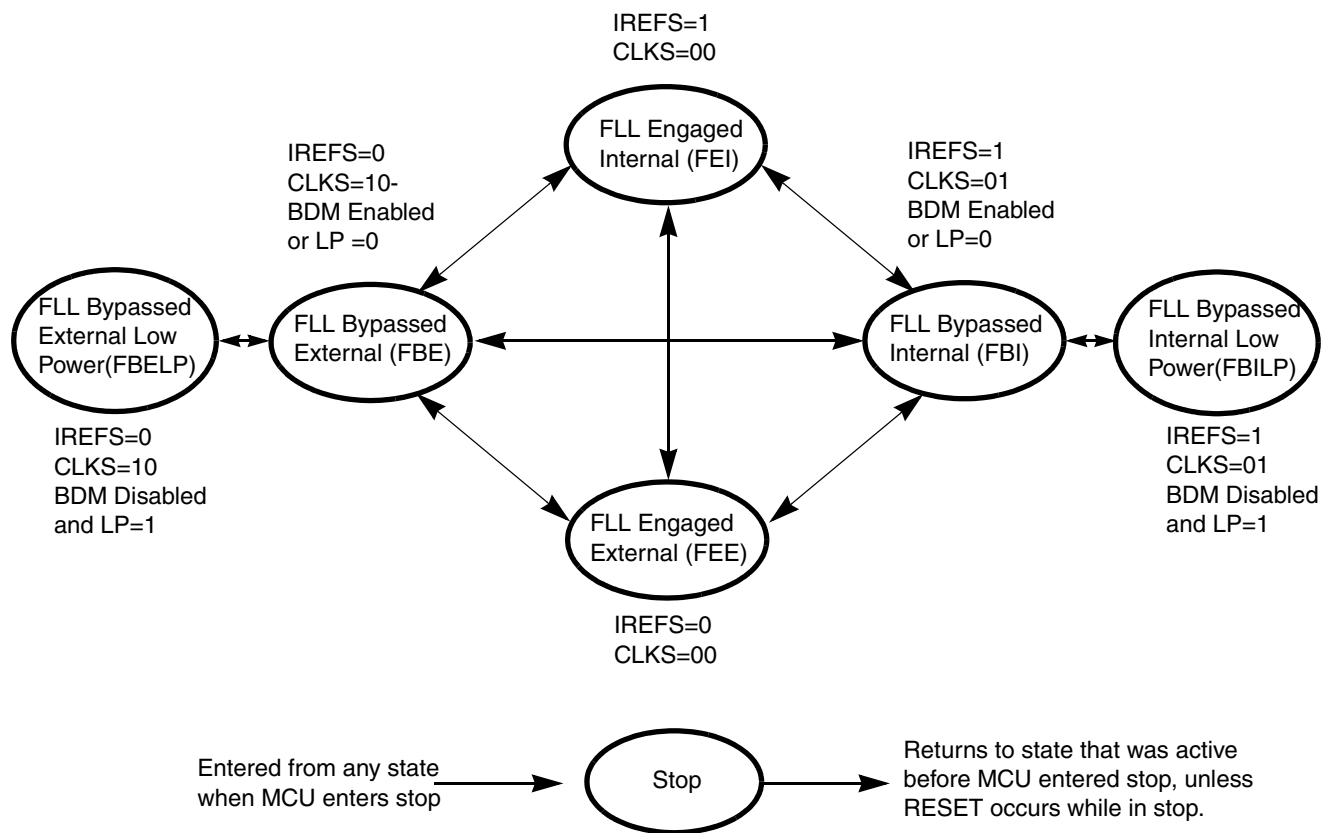 IREFS=1
CLKS=00
FLL Engaged
Internal (FEI)
IREFS=0
CLKS=10-
BDM Enabled
or LP =0
IREFS=1
CLKS=01
BDM Enabled
or LP=0
FLL Bypassed
External Low
Power(FBELP)
FLL Bypassed
External (FBE)
FLL Bypassed
Internal (FBI)
FLL Bypassed
Internal Low
Power(FBILP)
IREFS=0
CLKS=10
BDM Disabled
and LP=1
FLL Engaged
External (FEE)
IREFS=1
CLKS=01
BDM Disabled
and LP=1
IREFS=0
CLKS=00
Entered from any state
when MCU enters stop
Stop
Returns to state that was active
before MCU entered stop, unless
RESET occurs while in stop.